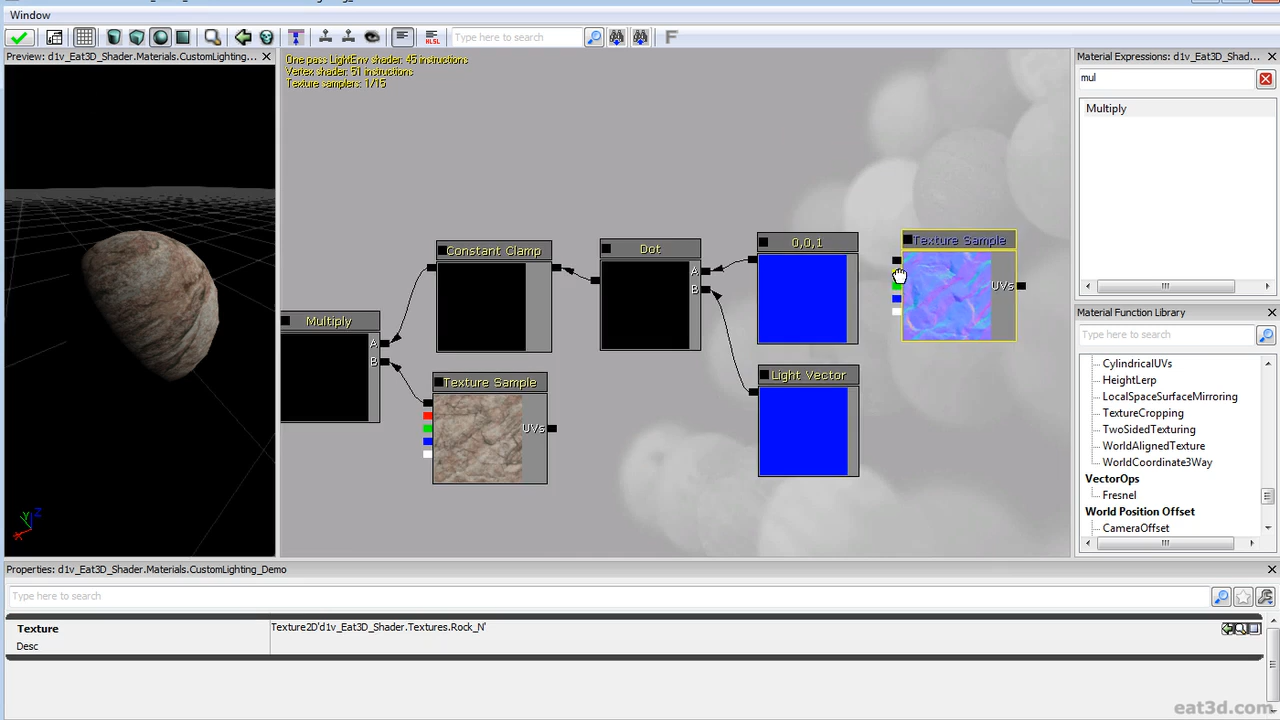 Window
Type here to search
HLSL
F
Preview: d1v_Eat3D_Shader.Materials.CustomLighting_...
One pass LightEnv shader: 45 instructions
Vertex shader: 51 instructions
Texture samplers: 1/15
Multiply
A
B
Constant Clamp
Texture Sample
UVs
Dot
A
B
0,0,1
Light Vector
Texture Sample
UVs
Y
Z
X
Material Expressions: d1v_Eat3D_Shad...
mul
Multiply
Material Function Library
Type here to search
CylindricalUVs
HeightLerp
LocalSpaceSurfaceMirroring
TextureCropping
TwoSidedTexturing
WorldAlignedTexture
WorldCoordinate3Way
VectorOps
Fresnel
World Position Offset
CameraOffset
Properties: d1v_Eat3D_Shader.Materials.CustomLighting_Demo
Type here to search
Texture
Texture2D'd1v_Eat3D_Shader.Textures.Rock_N'
Desc
eat3d.com